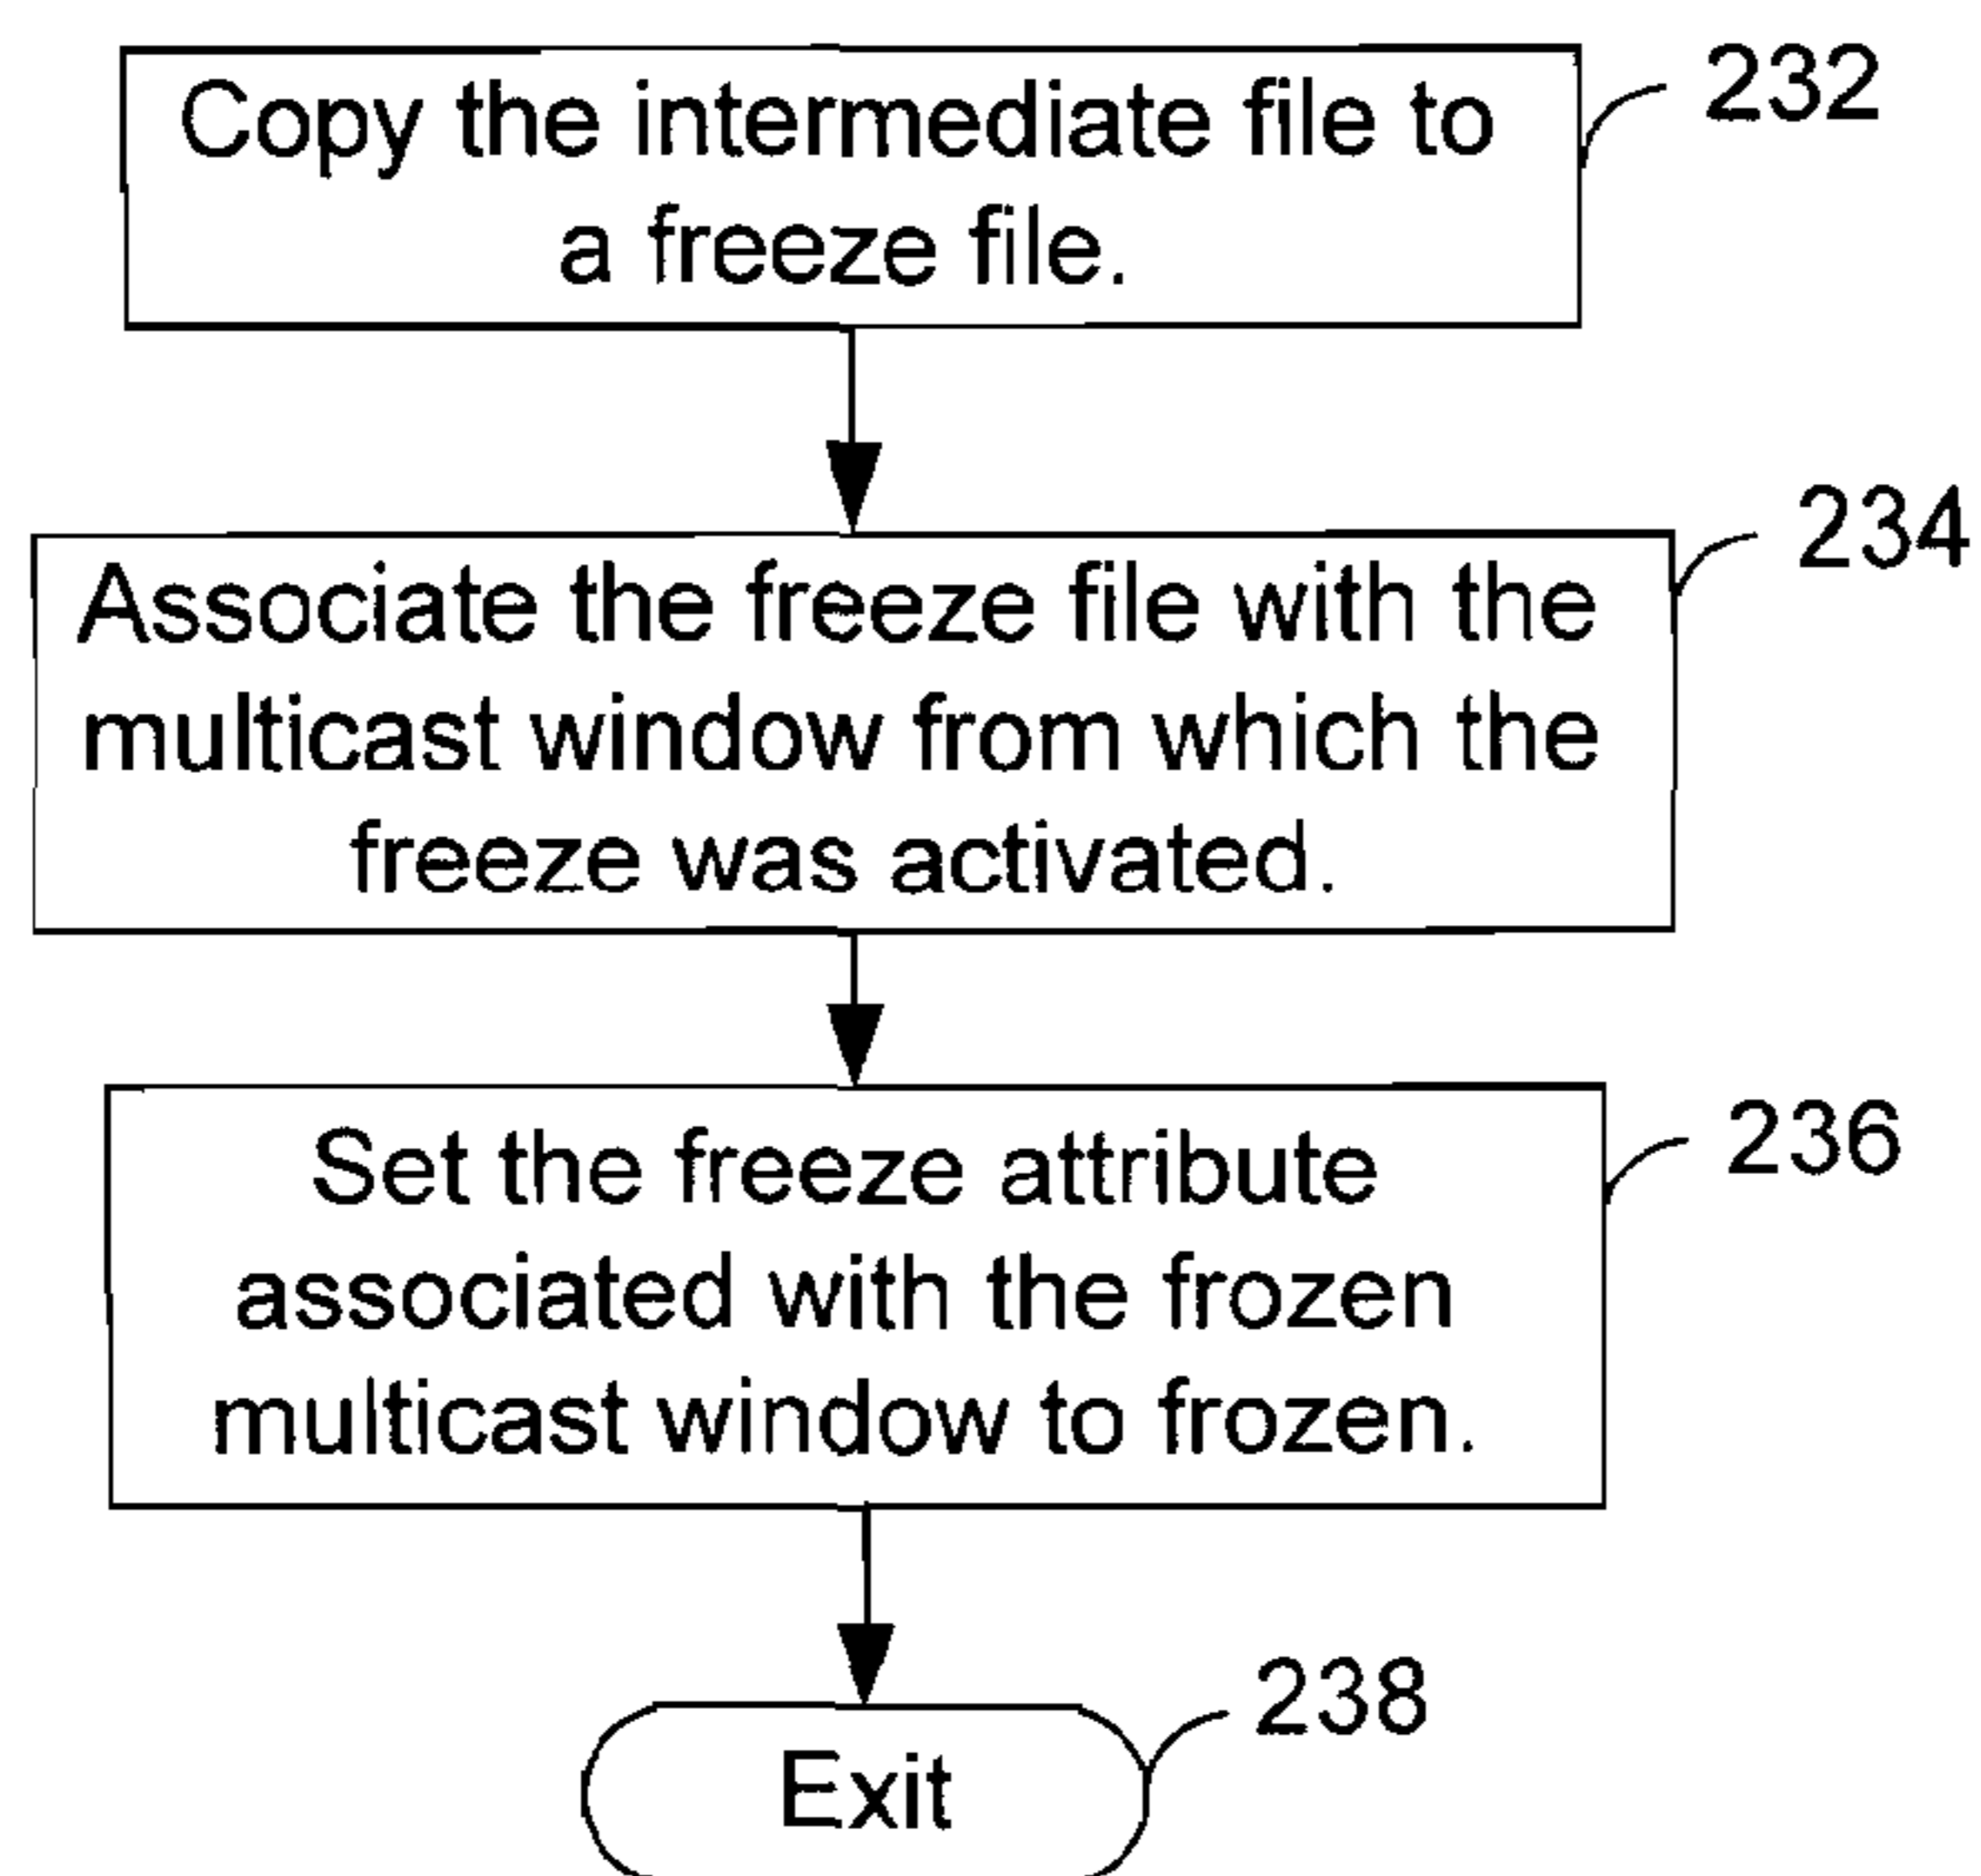 Copy the intermediate file to
a freeze file.
232
Associate the freeze file with the
multicast window from which the
freeze was activated.
234
Set the freeze attribute
associated with the frozen
multicast window to frozen.
236
Exit
238